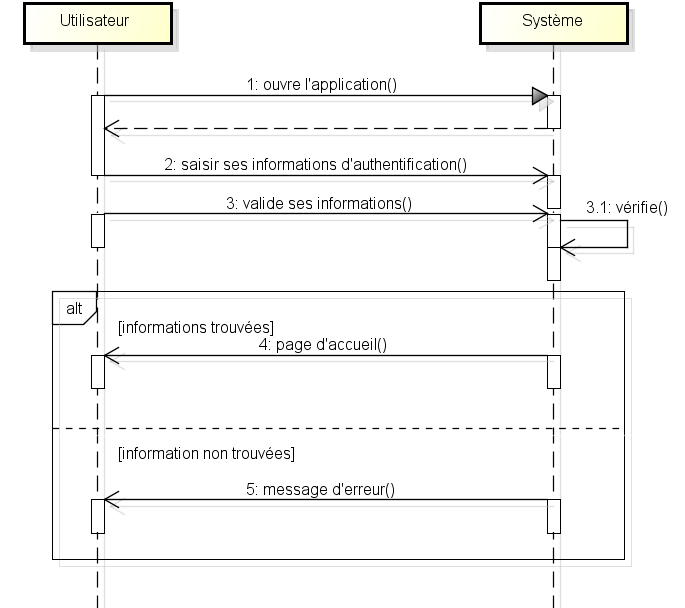 Utilisateur
Système
1: ouvre l'application()
2: saisir ses informations d'authentification()
3: valide ses informations()
3.1: vérifie()
alt
[informations trouvées]
4: page d'accueil()
[information non trouvées]
5: message d'erreur()